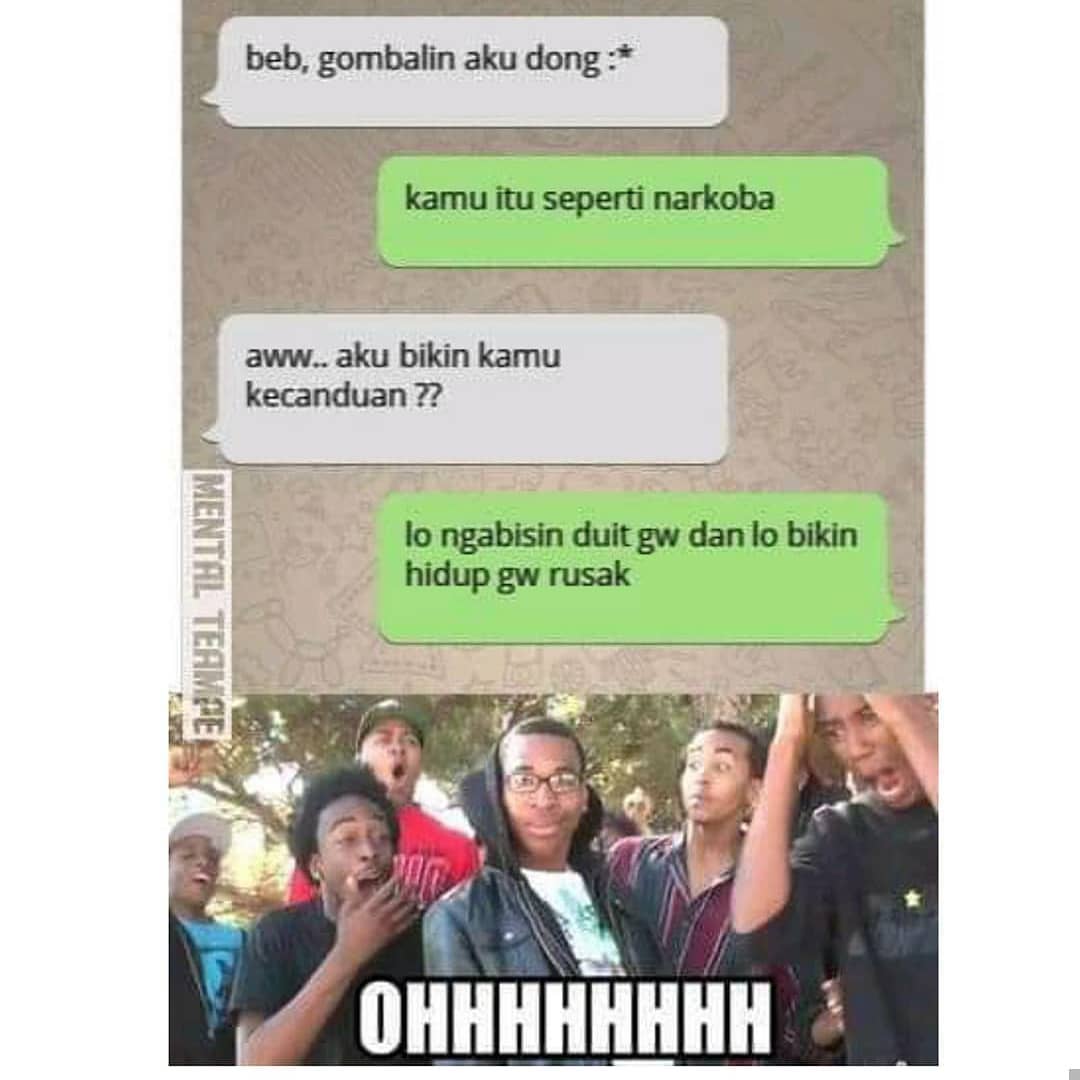 beb, gombalin aku dong :*
kamu itu seperti narkoba
aww.. aku bikin kamu
kecanduan ??
lo ngabisin duit gw dan lo bikin
hidup gw rusak
MENTAL TEAMPE
OHHHHHHHH